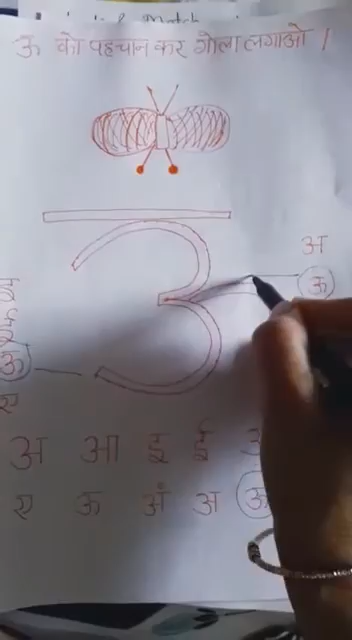 ऊ को पहचान कर गोला लगाओ ।
अ
ऊ
ऊ
ए
अ आ इ ई
ए ऊ अं अ ऊ